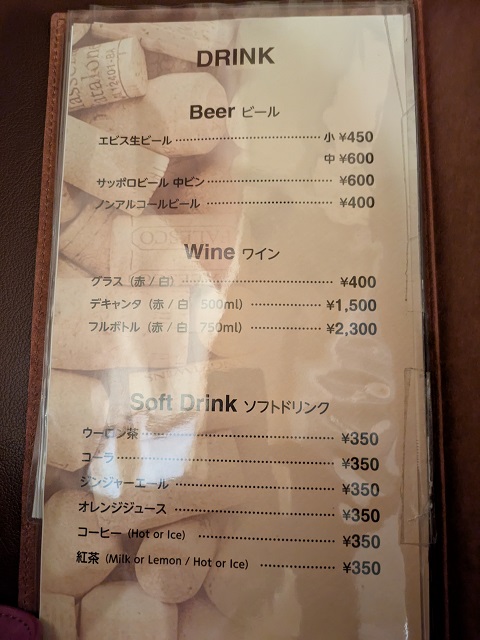 DRINK
Beer ビール
エビス生ビール 小 ¥450
中 ¥600
サッポロビール 中ビン ¥600
ノンアルコールビール ¥400
Wine ワイン
グラス（赤 / 白） ¥400
デキャンタ（赤 / 白 500ml） ¥1,500
フルボトル（赤 / 白 750ml） ¥2,300
Soft Drink ソフトドリンク
ウーロン茶 ¥350
コーラ ¥350
ジンジャーエール ¥350
オレンジジュース ¥350
コーヒー（Hot or Ice） ¥350
紅茶（Milk or Lemon / Hot or Ice） ¥350